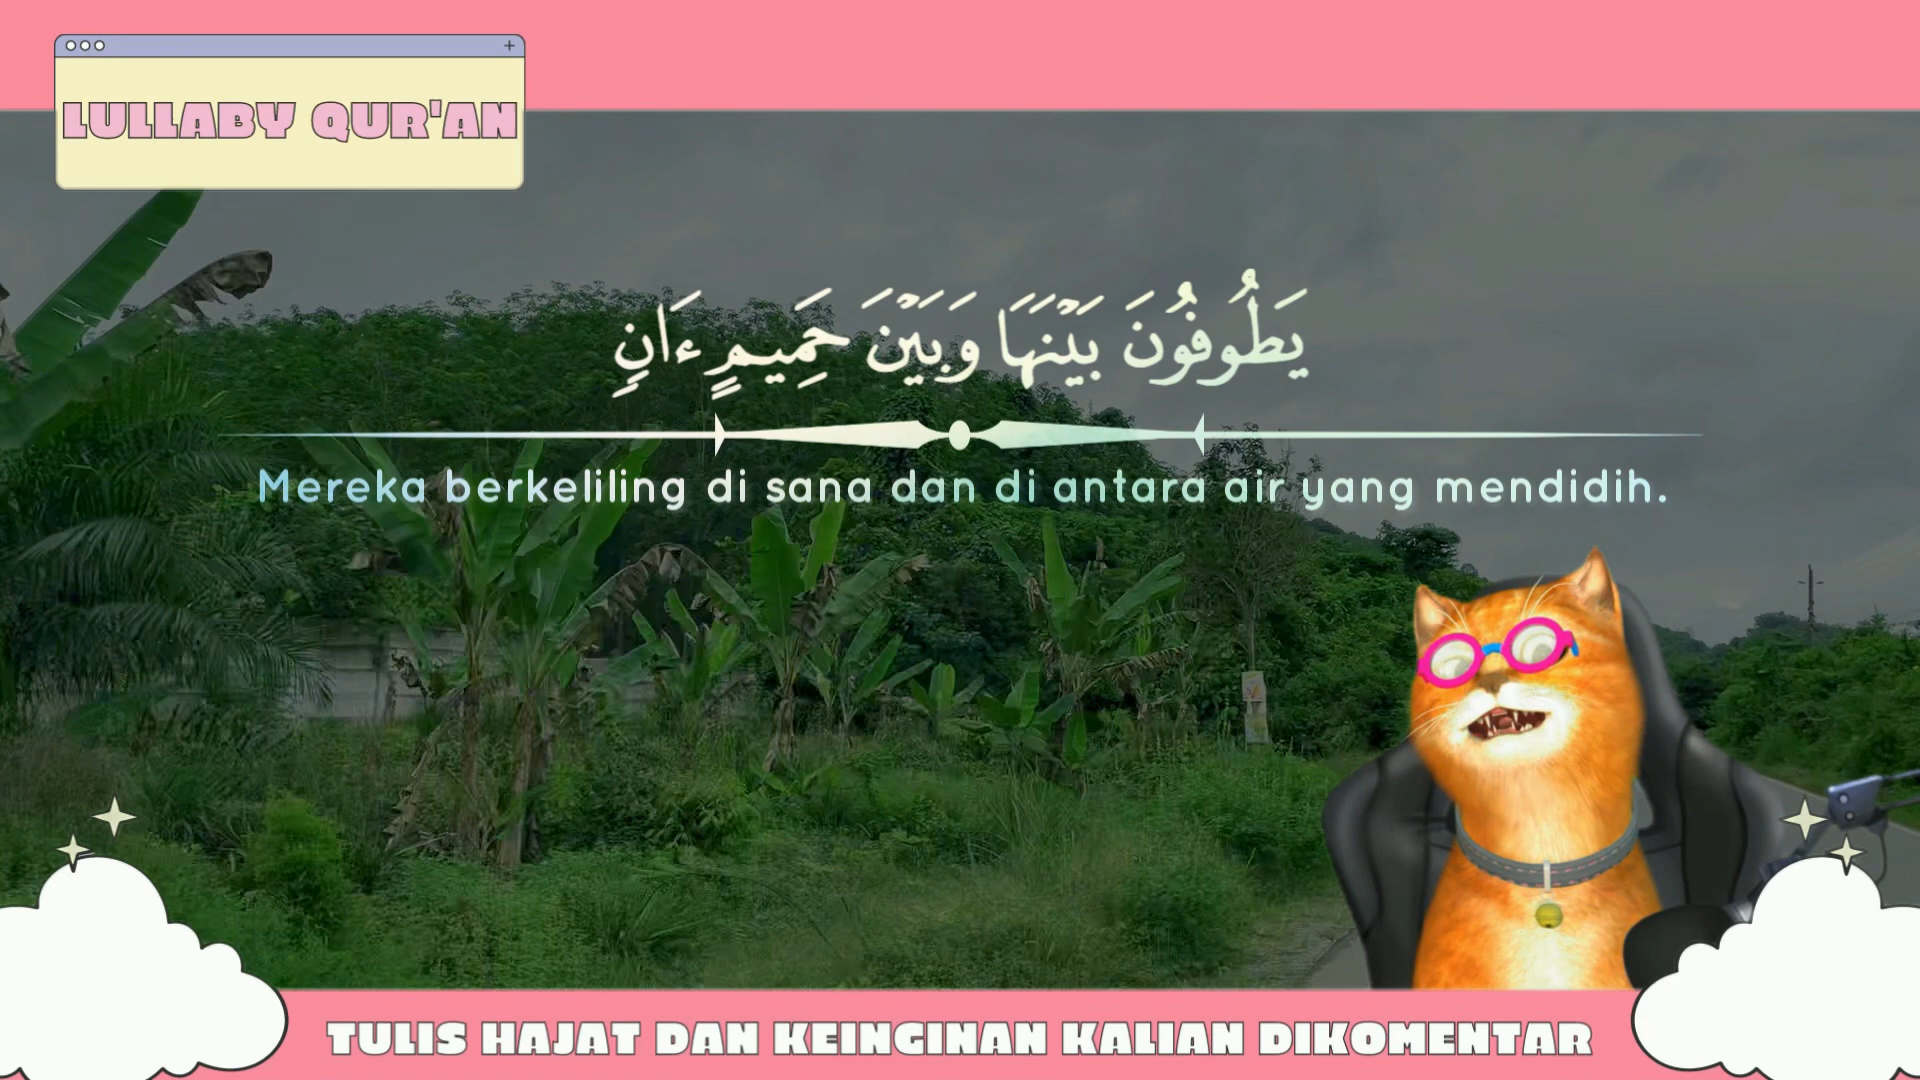 LULLABY QUR'AN
يَطُوفُونَ بَيۡنَهَا وَبَيۡنَ حَمِيمٍ ءَانٍ
Mereka berkeliling di sana dan di antara air yang mendidih.
TULIS HAJAT DAN KEINGINAN KALIAN DIKOMENTAR